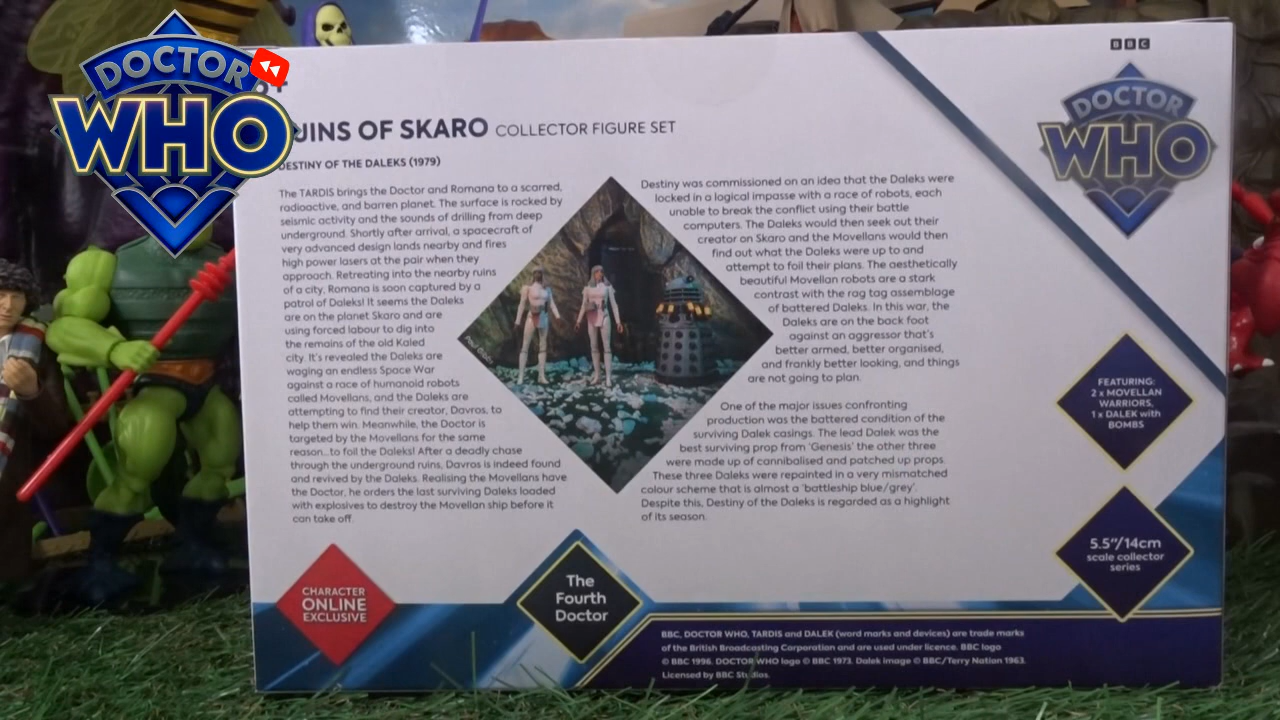 DOCTOR
WHO
BBC
DOCTOR
WHO
UINS OF SKARO COLLECTOR FIGURE SET
DESTINY OF THE DALEKS (1979)
The TARDIS brings the Doctor and Romana to a scarred,
radioactive, and barren planet. The surface is rocked by
seismic activity and the sounds of drilling from deep
underground. Shortly after arrival, a spacecraft of
very advanced design lands nearby and fires
high power lasers at the pair when they
approach. Retreating into the nearby ruins
of a city, Romana is soon captured by a
patrol of Daleks! It seems the Daleks
are on the planet Skaro and are
using forced labour to dig into
the remains of the old Kaled
city. It's revealed the Daleks are
waging an endless Space War
against a race of humanoid robots
called Movellans, and the Daleks are
attempting to find their creator, Davros, to
help them win. Meanwhile, the Doctor is
targeted by the Movellans for the same
reason...to foil the Daleks! After a deadly chase
through the underground ruins, Davros is indeed found
and revived by the Daleks. Realising the Movellans have
the Doctor, he orders the last surviving Daleks loaded
with explosives to destroy the Movellan ship before it
can take off.
Destiny was commissioned on an idea that the Daleks were
locked in a logical impasse with a race of robots, each
unable to break the conflict using their battle
computers. The Daleks would then seek out their
creator on Skaro and the Movellans would then
find out what the Daleks were up to and
attempt to foil their plans. The aesthetically
beautiful Movellan robots are a stark
contrast with the rag tag assemblage
of battered Daleks. In this war, the
Daleks are on the back foot
against an aggressor that's
better armed, better organised,
and frankly better looking, and things
are not going to plan.
One of the major issues confronting
production was the battered condition of the
surviving Dalek casings. The lead Dalek was the
best surviving prop from 'Genesis' the other three
were made up of cannibalised and patched up props.
These three Daleks were repainted in a very mismatched
colour scheme that is almost a 'battleship blue/grey'.
Despite this, Destiny of the Daleks is regarded as a highlight
of its season.
FEATURING:
2 x MOVELLAN
WARRIORS,
1 x DALEK with
BOMBS
5.5"/14cm
scale collector
series
CHARACTER
ONLINE
EXCLUSIVE
The
Fourth
Doctor
BBC, DOCTOR WHO, TARDIS and DALEK (word marks and devices) are trade marks
of the British Broadcasting Corporation and are used under licence. BBC logo
© BBC 1996. DOCTOR WHO logo © BBC 1973. Dalek image © BBC/Terry Nation 1963.
Licensed by BBC Studios.